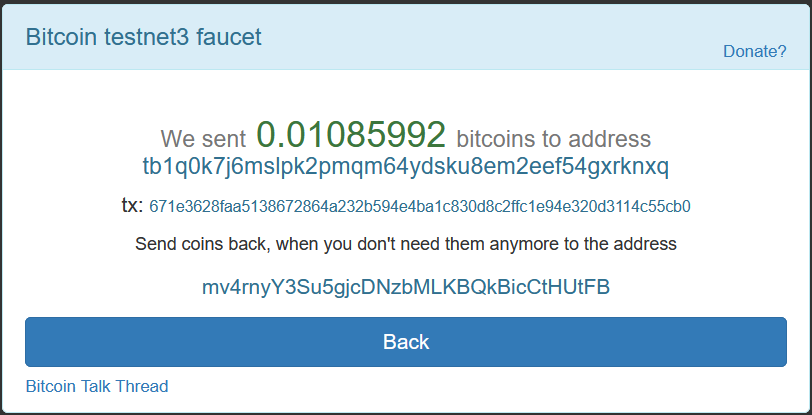 Bitcoin testnet3 faucet
Donate?
We sent 0.01085992 bitcoins to address
tb1q0k7j6mslpk2pmqm64ydsku8em2eef54gxrknxq
tx: 671e3628faa5138672864a232b594e4ba1c830d8c2ffc1e94e320d3114c55cb0
Send coins back, when you don't need them anymore to the address
mv4rnyY3Su5gjcDNzbMLKBQkBicCtHUtFB
Back
Bitcoin Talk Thread